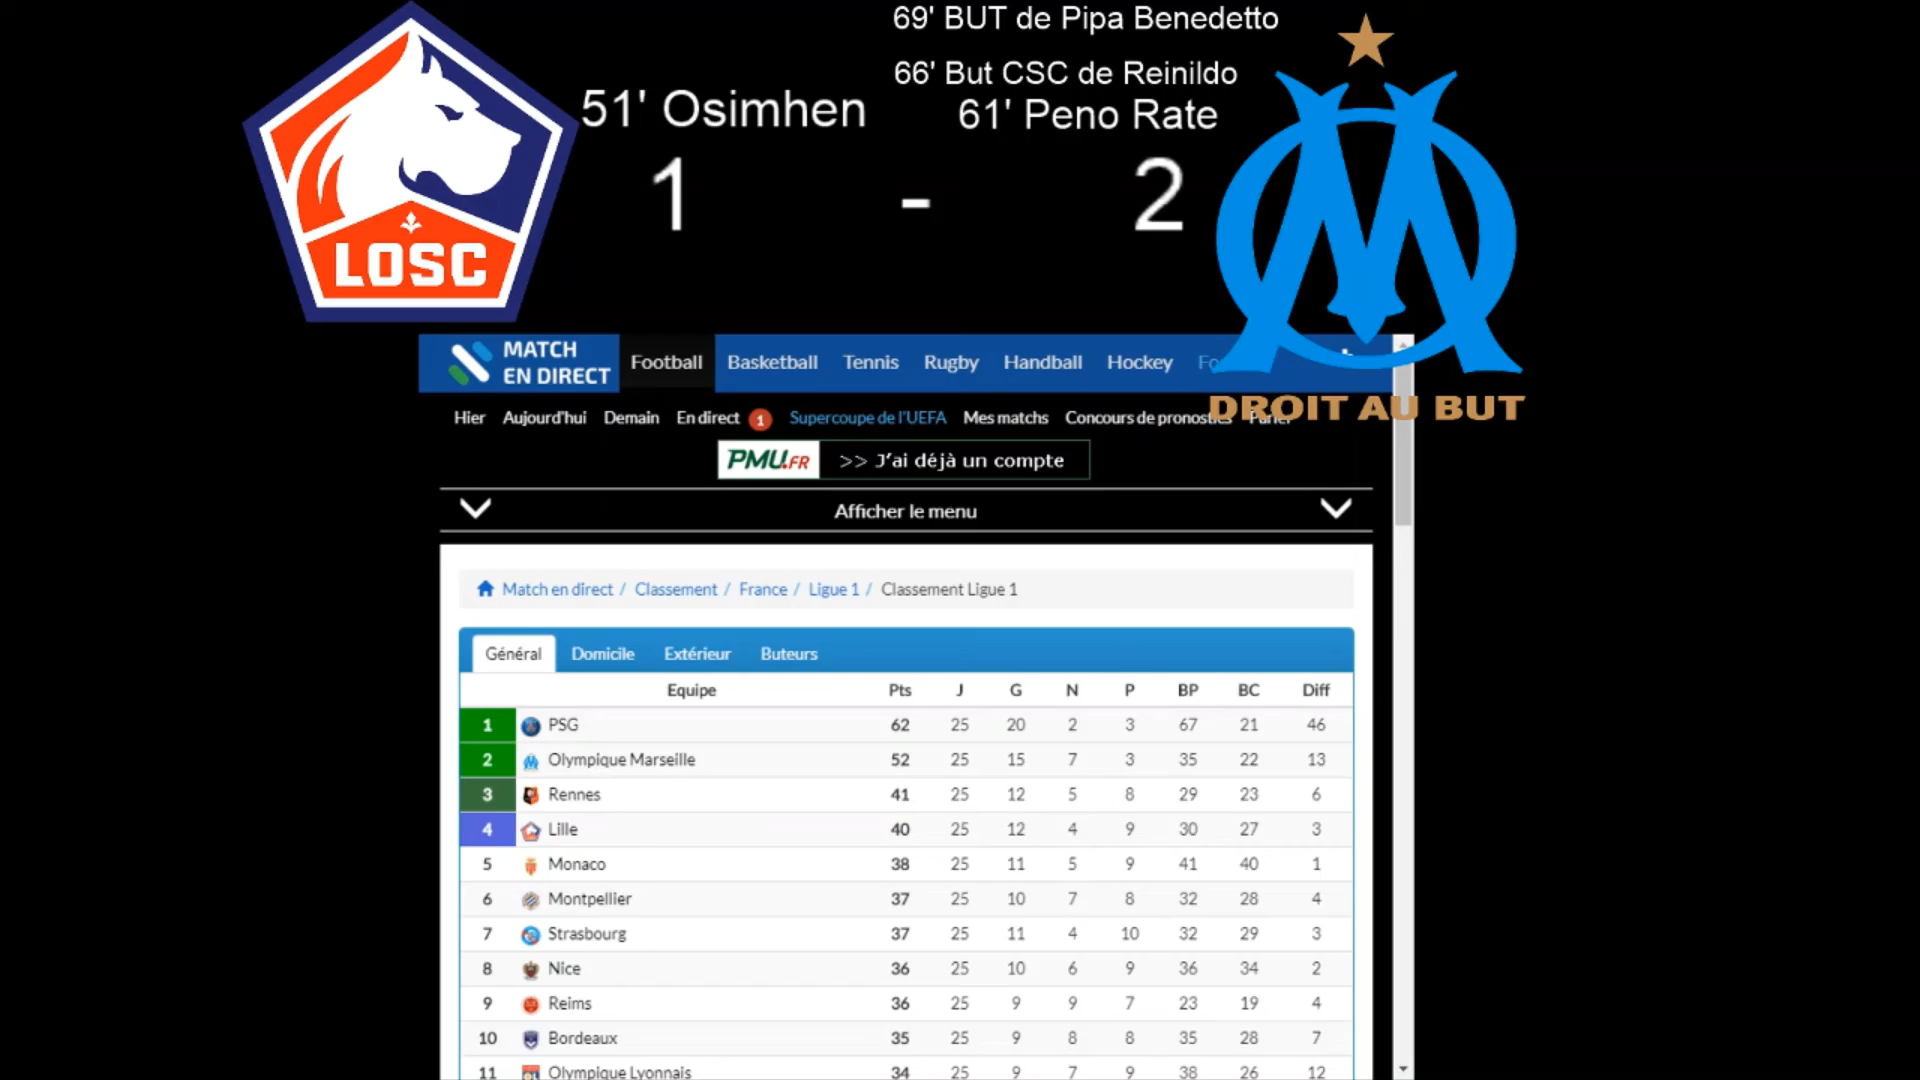 69' BUT de Pipa Benedetto
66' But CSC de Reinildo
51' Osimhen
61' Peno Rate
1 - 2
LOSC
DROIT AU BUT
MATCH EN DIRECT
Football Basketball Tennis Rugby Handball Hockey
Hier Aujourd'hui Demain En direct 1 Supercoupe de l'UEFA Mes matchs Concours de pronostics
PMU.FR >> J'ai déjà un compte
Afficher le menu
Match en direct / Classement / France / Ligue 1 / Classement Ligue 1
Général Domicile Extérieur Buteurs
Equipe Pts J G N P BP BC Diff
1 PSG 62 25 20 2 3 67 21 46
2 Olympique Marseille 52 25 15 7 3 35 22 13
3 Rennes 41 25 12 5 8 29 23 6
4 Lille 40 25 12 4 9 30 27 3
5 Monaco 38 25 11 5 9 41 40 1
6 Montpellier 37 25 10 7 8 32 28 4
7 Strasbourg 37 25 11 4 10 32 29 3
8 Nice 36 25 10 6 9 36 34 2
9 Reims 36 25 9 9 7 23 19 4
10 Bordeaux 35 25 9 8 8 35 28 7
11 Olympique Lyonnais 34 25 9 7 9 38 26 12